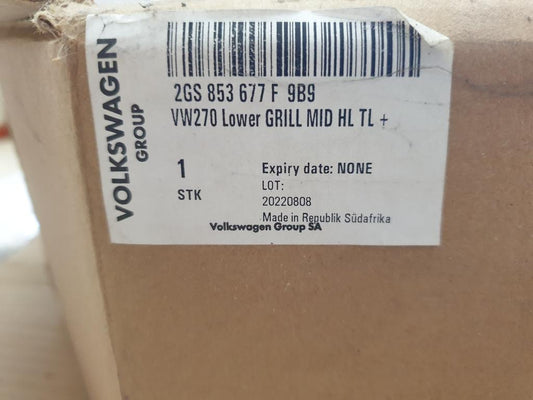 VOLKSWAGEN
GROUP
2GS 853 677 F 9B9
VW270 Lower GRILL MID HL TL +
1
STK
Expiry date: NONE
LOT:
20220808
Made in Republik Südafrika
Volkswagen Group SA